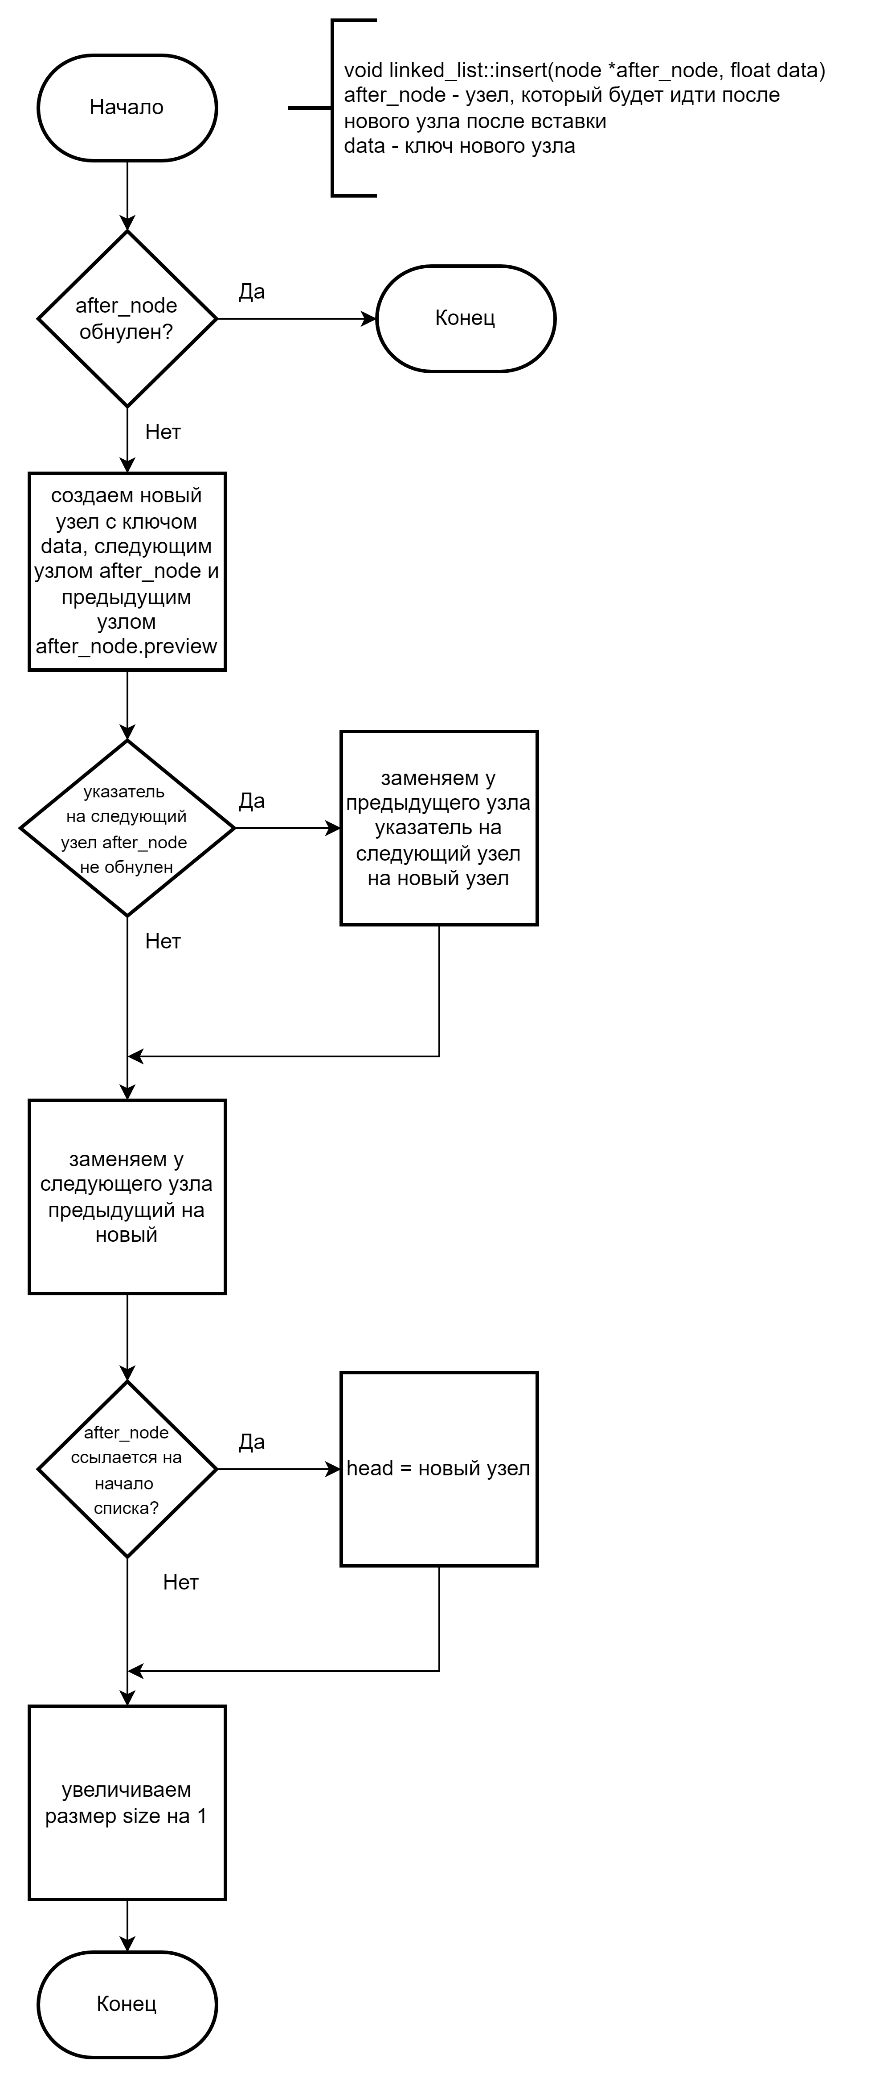 Начало
void linked_list::insert(node *after_node, float data)
after_node - узел, который будет идти после
нового узла после вставки
data - ключ нового узла
after_node
обнулен?
Да
Конец
Нет
создаем новый
узел с ключом
data, следующим
узлом after_node и
предыдущим
узлом
after_node.preview
указатель
на следующий
узел after_node
не обнулен
Да
заменяем у
предыдущего узла
указатель на
следующий узел
на новый узел
Нет
заменяем у
следующего узла
предыдущий на
новый
after_node
ссылается на
начало
списка?
Да
head = новый узел
Нет
увеличиваем
размер size на 1
Конец